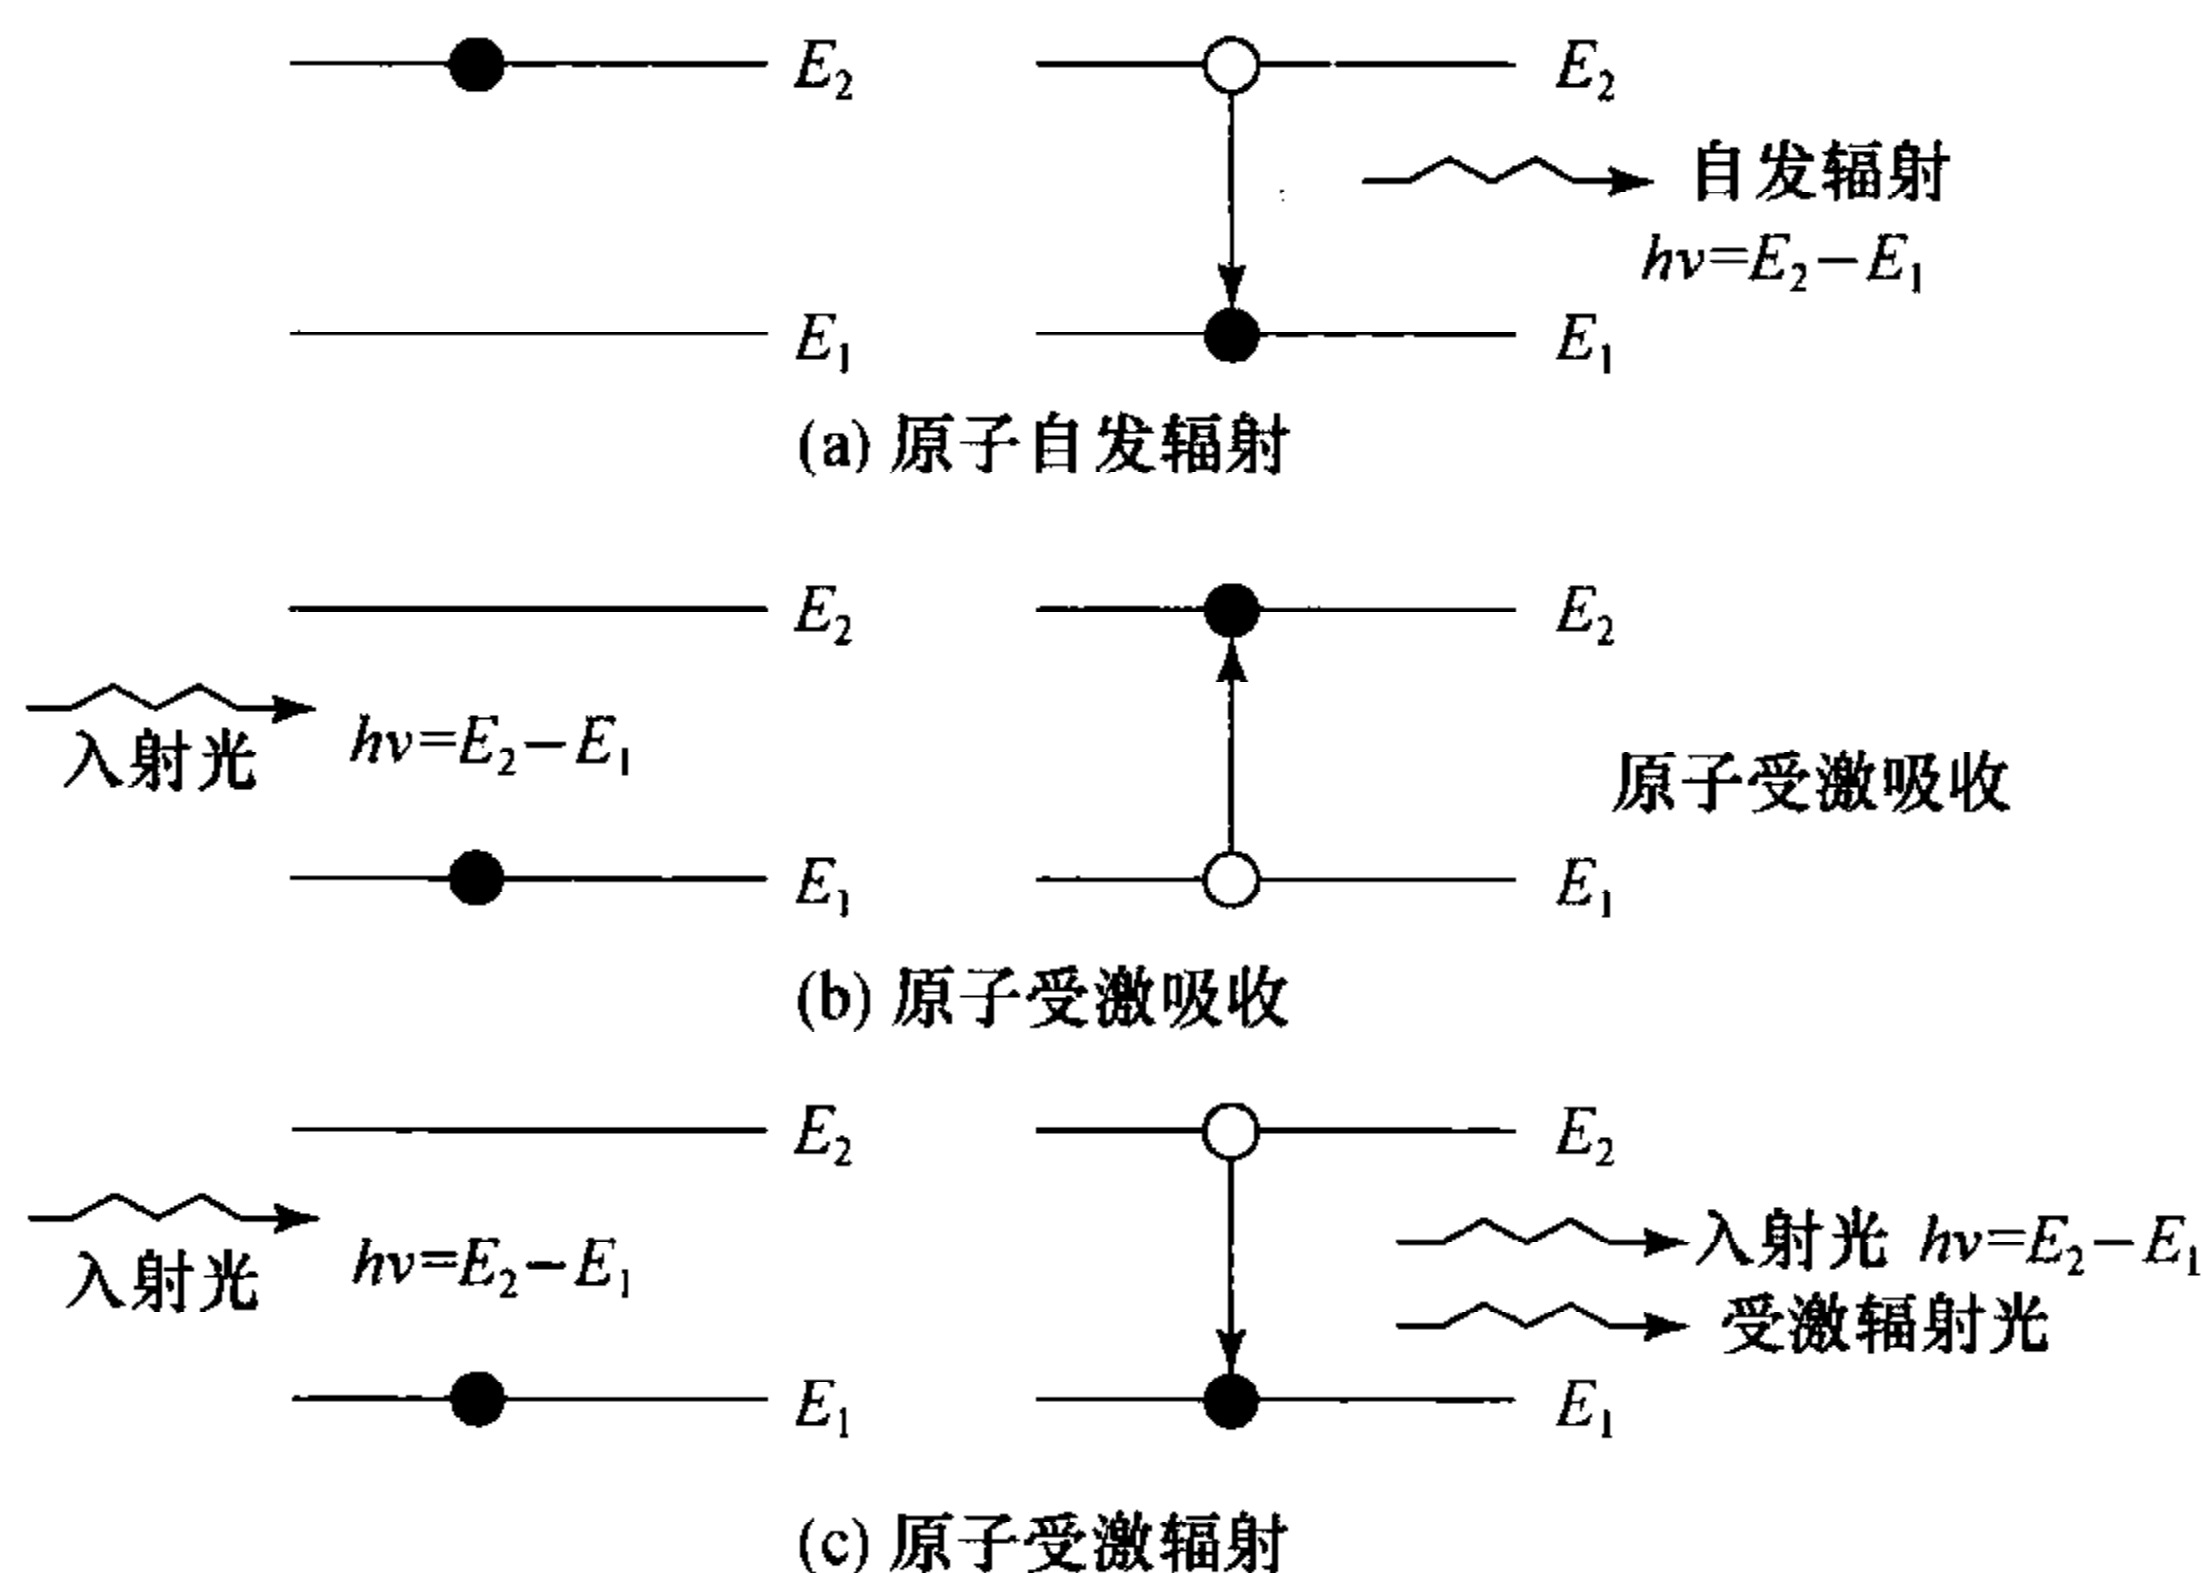 E₂ E₂
自发辐射
hν=E₂−E₁
E₁ E₁
(a) 原子自发辐射
E₂ E₂
入射光 hν=E₂−E₁ 原子受激吸收
E₁ E₁
(b) 原子受激吸收
E₂ E₂
入射光 hν=E₂−E₁ 入射光 hν=E₂−E₁
受激辐射光
E₁ E₁
(c) 原子受激辐射